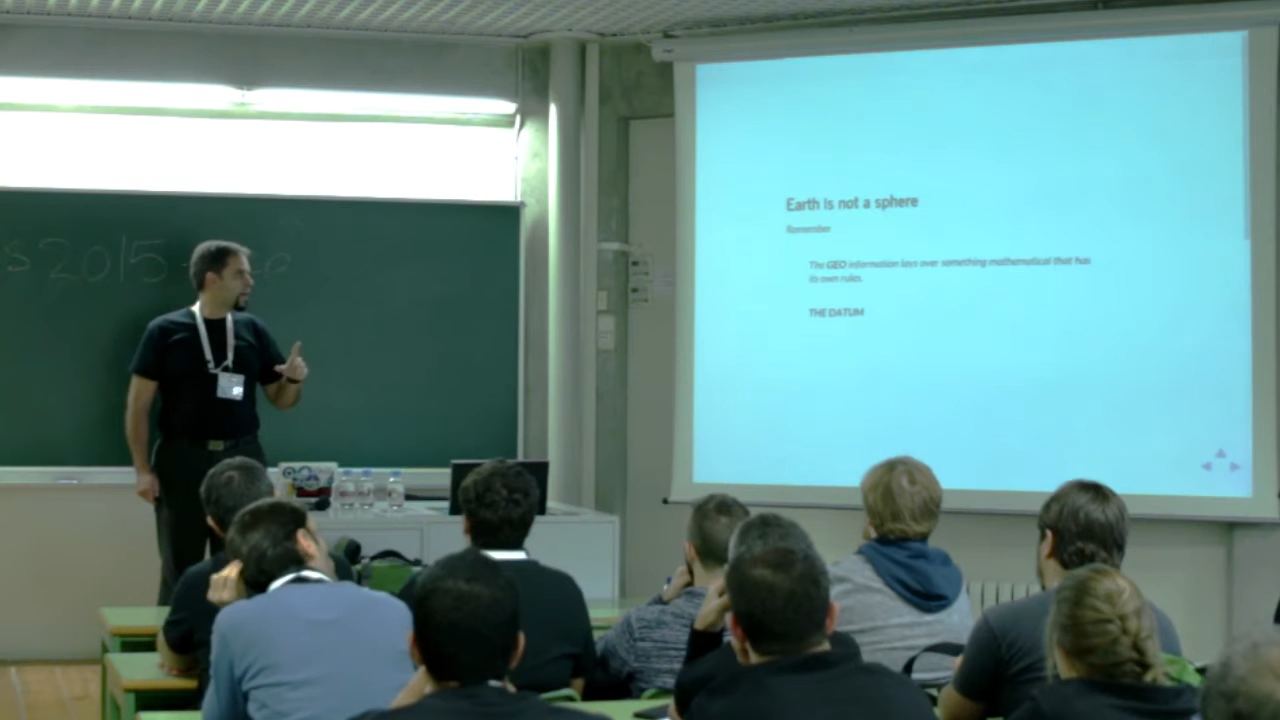 S 2015
Earth is not a sphere
Remember
The GEO information lays over something mathematical that has
its own rules.
THE DATUM